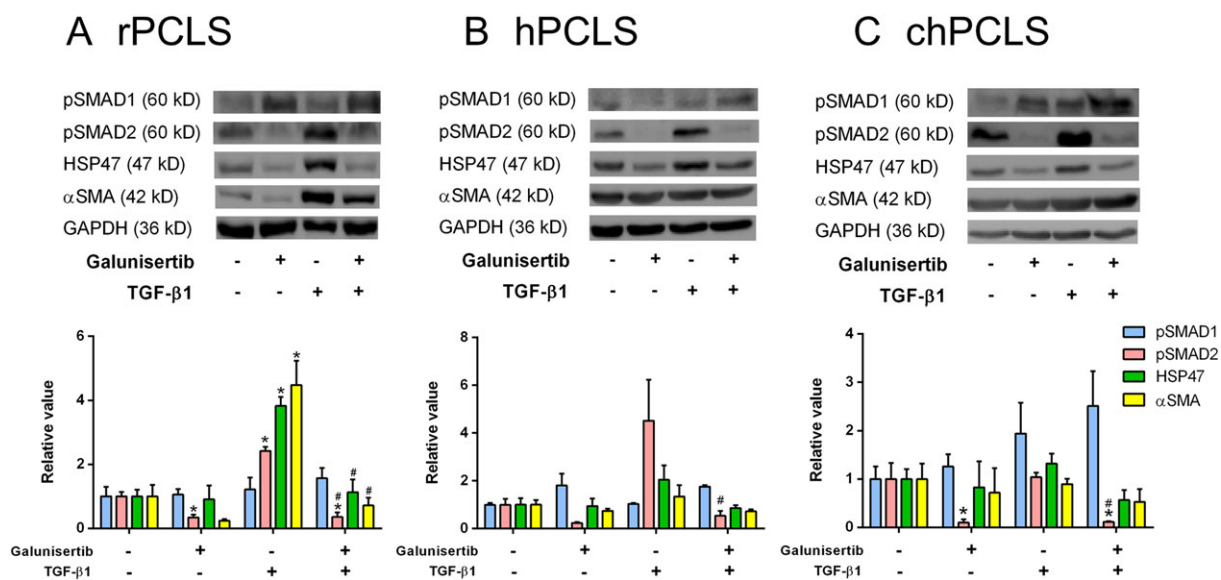 A rPCLS
pSMAD1 (60 kD)
pSMAD2 (60 kD)
HSP47 (47 kD)
αSMA (42 kD)
GAPDH (36 kD)
Galunisertib - + - +
TGF-β1 - - + +
B hPCLS
pSMAD1 (60 kD)
pSMAD2 (60 kD)
HSP47 (47 kD)
αSMA (42 kD)
GAPDH (36 kD)
Galunisertib - + - +
TGF-β1 - - + +
C chPCLS
pSMAD1 (60 kD)
pSMAD2 (60 kD)
HSP47 (47 kD)
αSMA (42 kD)
GAPDH (36 kD)
Galunisertib - + - +
TGF-β1 - - + +
Relative value
6
4
2
0
* * * * # * # #
Galunisertib - + - +
TGF-β1 - - + +
Relative value
8
6
4
2
0
#
Galunisertib - + - +
TGF-β1 - - + +
Relative value
4
3
2
1
0
* # *
Galunisertib - + - +
TGF-β1 - - + +
pSMAD1
pSMAD2
HSP47
αSMA